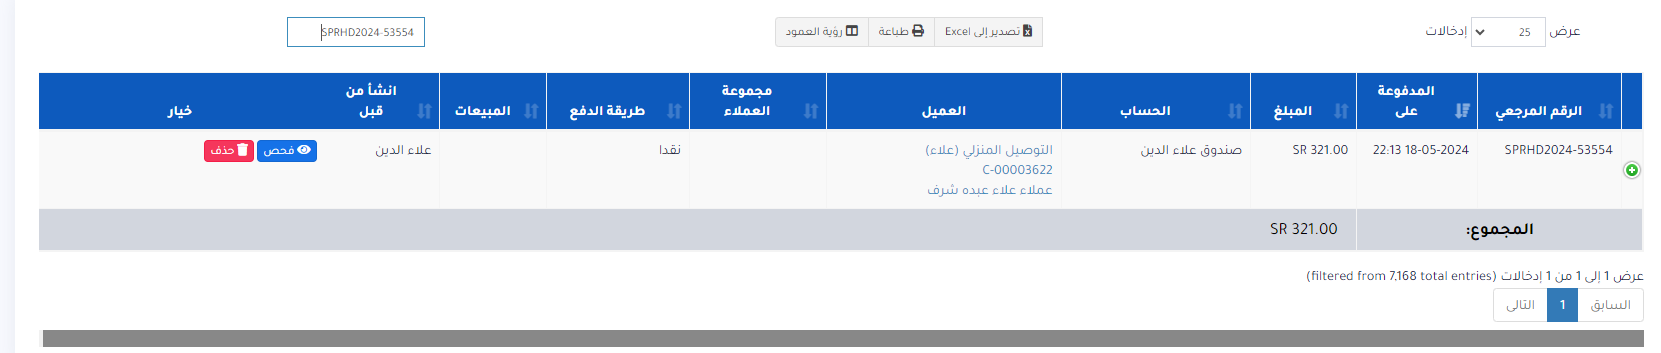 عرض 25 إدخالات
تصدير إلى Excel طباعة رؤية العمود
SPRHD2024-53554
الرقم المرجعي المدفوعة على المبلغ الحساب العميل مجموعة العملاء طريقة الدفع المبيعات انشأ من قبل خيار
SPRHD2024-53554 18-05-2024 22:13 SR 321.00 صندوق علاء الدين التوصيل المنزلي (علاء) نقدا علاء الدين فحص حذف
C-00003622
عملاء علاء عبده شرف
المجموع: SR 321.00
عرض 1 إلى 1 من 1 إدخالات (filtered from 7,168 total entries)
السابق 1 التالى